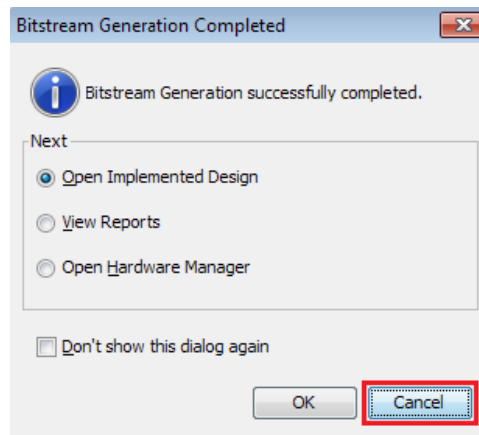 Bitstream Generation Completed
Bitstream Generation successfully completed.
Next
Open Implemented Design
View Reports
Open Hardware Manager
Don't show this dialog again
OK Cancel